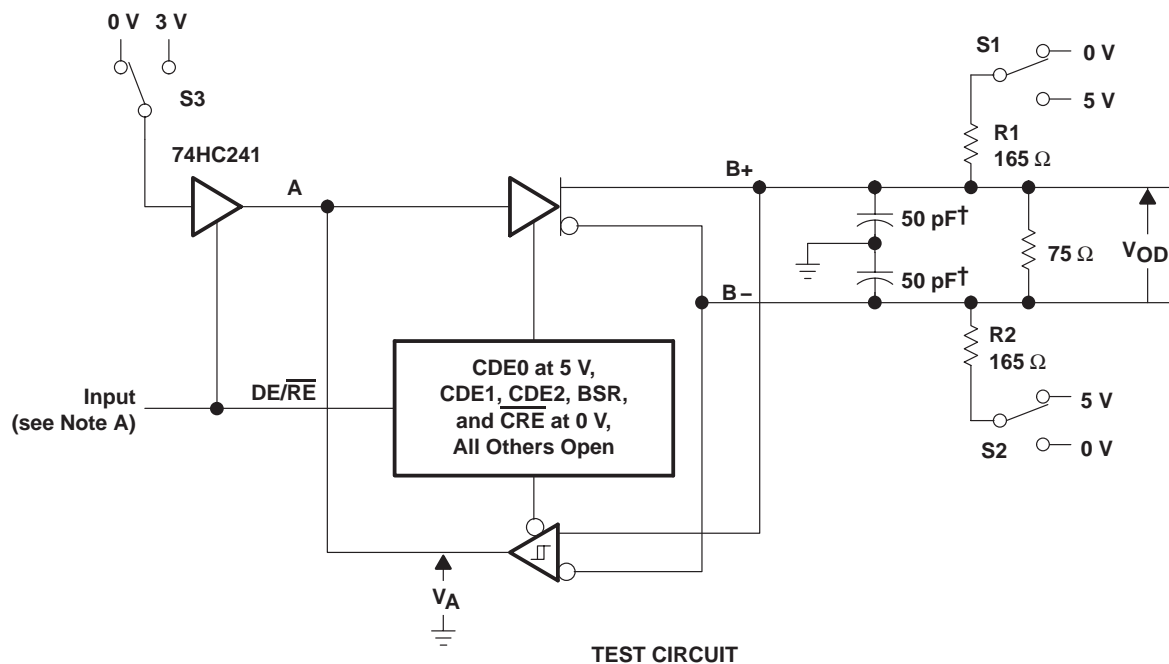 0 V 3 V
S3
74HC241
A
S1
0 V
5 V
R1
165 Ω
B+
50 pF†
50 pF†
75 Ω
VOD
B–
R2
165 Ω
5 V
0 V
S2
Input
(see Note A)
DE/R̅E̅
CDE0 at 5 V,
CDE1, CDE2, BSR,
and C̅R̅E̅ at 0 V,
All Others Open
VA
TEST CIRCUIT